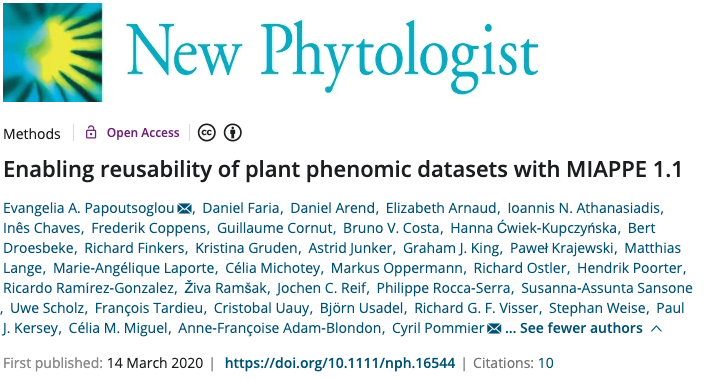 New Phytologist
Methods | Open Access | cc
Enabling reusability of plant phenomic datasets with MIAPPE 1.1
Evangelia A. Papoutsoglou, Daniel Faria, Daniel Arend, Elizabeth Arnaud, Ioannis N. Athanasiadis,
Inês Chaves, Frederik Coppens, Guillaume Cornut, Bruno V. Costa, Hanna Ćwiek-Kupczyńska, Bert
Droesbeke, Richard Finkers, Kristina Gruden, Astrid Junker, Graham J. King, Paweł Krajewski, Matthias
Lange, Marie-Angélique Laporte, Célia Michotey, Markus Oppermann, Richard Ostler, Hendrik Poorter,
Ricardo Ramírez-Gonzalez, Živa Ramšak, Jochen C. Reif, Philippe Rocca-Serra, Susanna-Assunta Sansone
, Uwe Scholz, François Tardieu, Cristobal Uauy, Björn Usadel, Richard G. F. Visser, Stephan Weise, Paul
J. Kersey, Célia M. Miguel, Anne-Françoise Adam-Blondon, Cyril Pommier ... See fewer authors
First published: 14 March 2020 | https://doi.org/10.1111/nph.16544 | Citations: 10